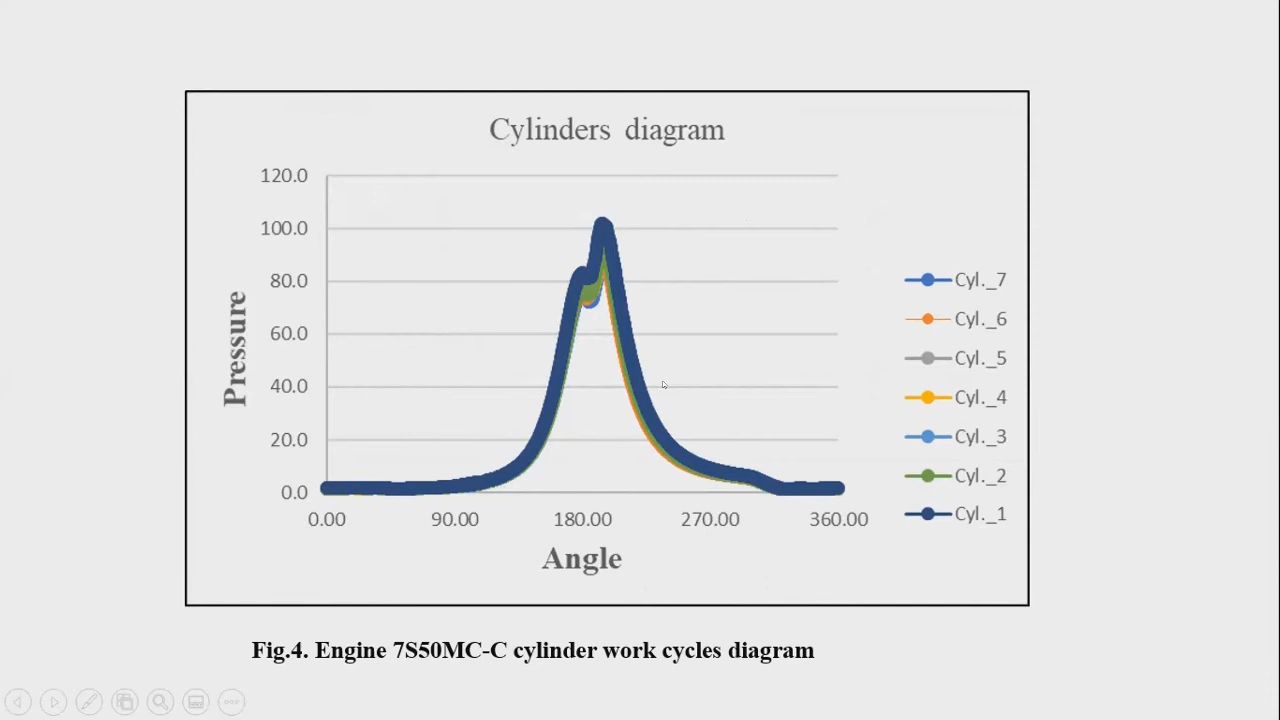 Cylinders diagram
120.0
100.0
80.0
60.0
40.0
20.0
0.0
Pressure
0.00 90.00 180.00 270.00 360.00
Angle
Cyl._7
Cyl._6
Cyl._5
Cyl._4
Cyl._3
Cyl._2
Cyl._1
Fig.4. Engine 7S50MC-C cylinder work cycles diagram